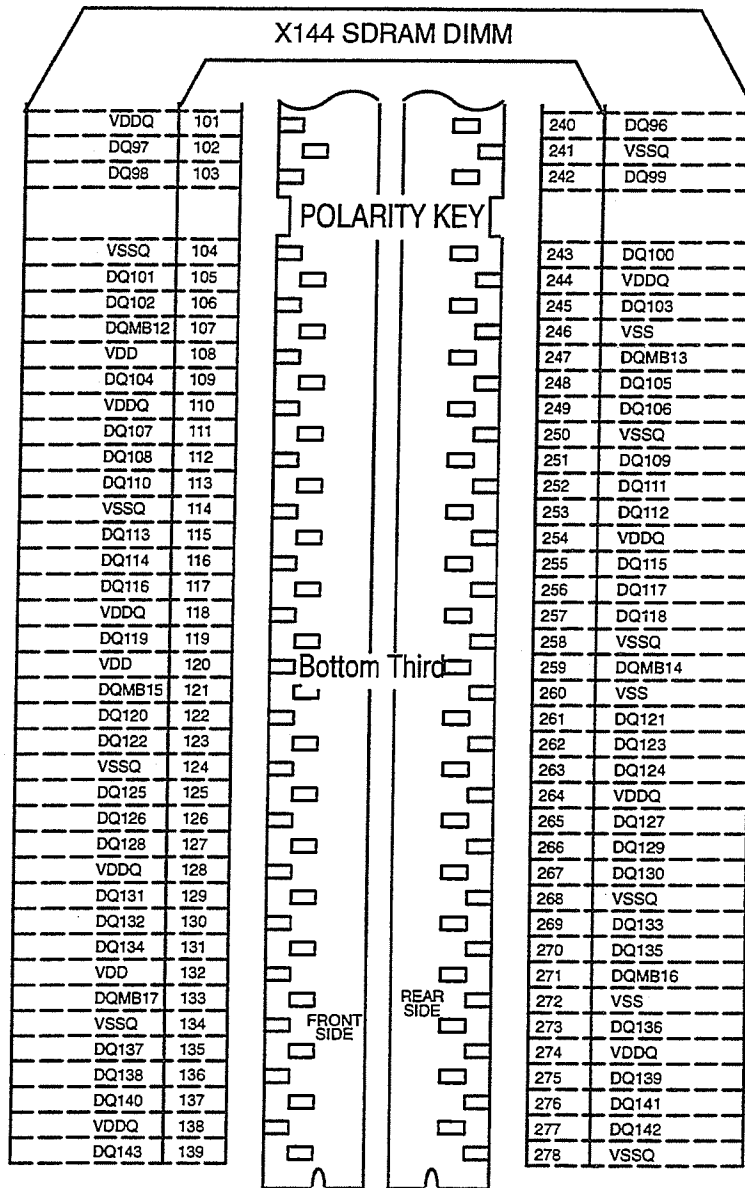 X144 SDRAM DIMM
VDDQ 101 240 DQ96
DQ97 102 241 VSSQ
DQ98 103 242 DQ99
POLARITY KEY
VSSQ 104 243 DQ100
DQ101 105 244 VDDQ
DQ102 106 245 DQ103
DQMB12 107 246 VSS
VDD 108 247 DQMB13
DQ104 109 248 DQ105
VDDQ 110 249 DQ106
DQ107 111 250 VSSQ
DQ108 112 251 DQ109
DQ110 113 252 DQ111
VSSQ 114 253 DQ112
DQ113 115 254 VDDQ
DQ114 116 255 DQ115
DQ116 117 256 DQ117
VDDQ 118 257 DQ118
DQ119 119 258 VSSQ
VDD 120 Bottom Third 259 DQMB14
DQMB15 121 260 VSS
DQ120 122 261 DQ121
DQ122 123 262 DQ123
VSSQ 124 263 DQ124
DQ125 125 264 VDDQ
DQ126 126 265 DQ127
DQ128 127 266 DQ129
VDDQ 128 267 DQ130
DQ131 129 268 VSSQ
DQ132 130 269 DQ133
DQ134 131 270 DQ135
VDD 132 271 DQMB16
DQMB17 133 REAR SIDE 272 VSS
VSSQ 134 FRONT SIDE 273 DQ136
DQ137 135 274 VDDQ
DQ138 136 275 DQ139
DQ140 137 276 DQ141
VDDQ 138 277 DQ142
DQ143 139 278 VSSQ